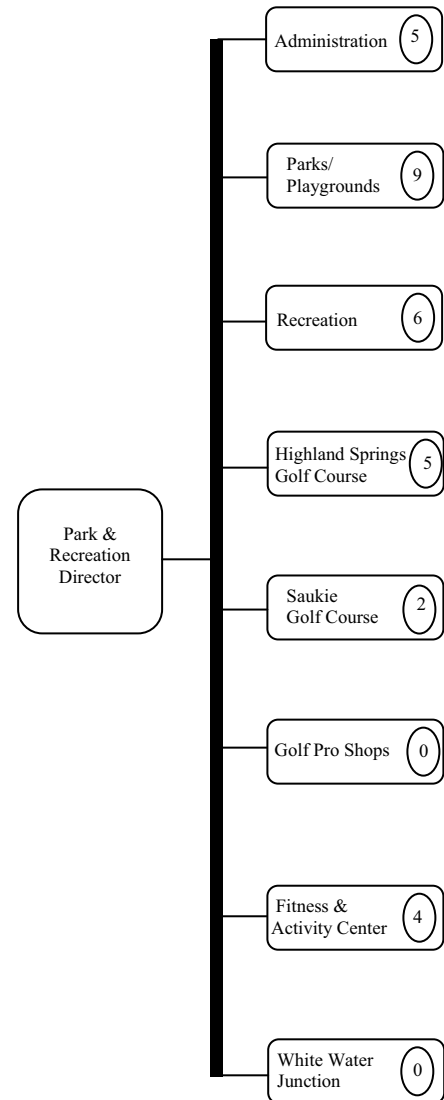 Administration 5
Parks/
Playgrounds 9
Recreation 6
Highland Springs
Golf Course 5
Park &
Recreation
Director
Saukie
Golf Course 2
Golf Pro Shops 0
Fitness &
Activity Center 4
White Water
Junction 0